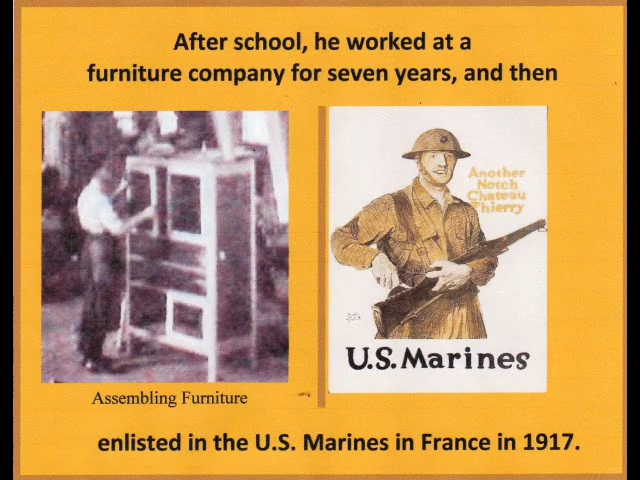 After school, he worked at a
furniture company for seven years, and then
Another
Notch
Chateau
Thierry
U.S. Marines
Assembling Furniture
enlisted in the U.S. Marines in France in 1917.